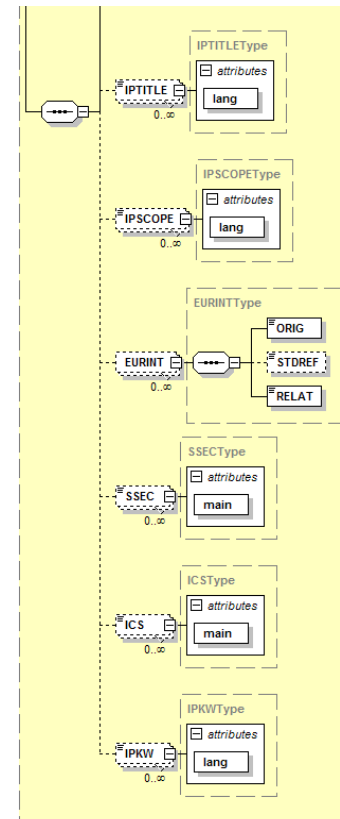 IPTITLEType
attributes
IPTITLE
lang
0..∞
IPSCOPEType
attributes
IPSCOPE
lang
0..∞
EURINTType
ORIG
EURINT
STDREF
0..∞
RELAT
SSECType
attributes
SSEC
main
0..∞
ICSType
attributes
ICS
main
0..∞
IPKWType
attributes
IPKW
lang
0..∞